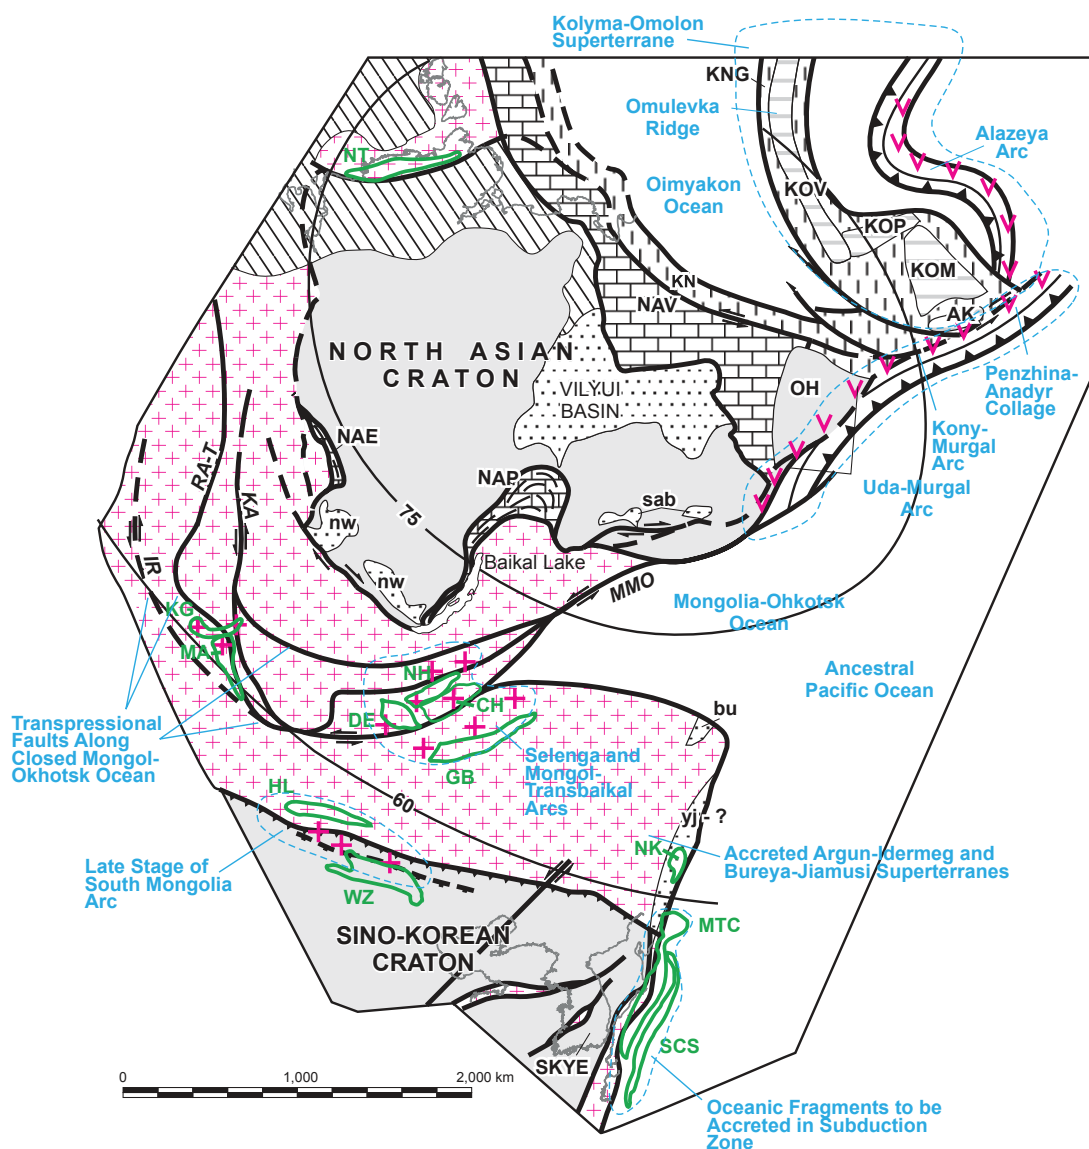 Kolyma-Omolon
Superterrane
KNG
Omulevka
Ridge
Alazeya
Arc
NT
Oimyakon
Ocean
KOV
KOP
KOM
KN
NAV
AK
NORTH ASIAN
CRATON
VILYUI
BASIN
OH
Penzhina-
Anadyr
Collage
Kony-
Murgal
Arc
Uda-Murgal
Arc
NAE
RA-T
KA
NAP
sab
75
nw
nw
Baikal Lake
IR
MMO
Mongolia-Ohkotsk
Ocean
KG
MA
NH
Ancestral
Pacific Ocean
CH
DE
bu
Transpressional
Faults Along
Closed Mongol-
Okhotsk Ocean
GB
Selenga and
Mongol-
Transbaikal
Arcs
HL
60
yj - ?
NK
Accreted Argun-Idermeg and
Bureya-Jiamusi Superterranes
Late Stage of
South Mongolia
Arc
WZ
MTC
SINO-KOREAN
CRATON
SCS
SKYE
0 1,000 2,000 km
Oceanic Fragments to be
Accreted in Subduction
Zone